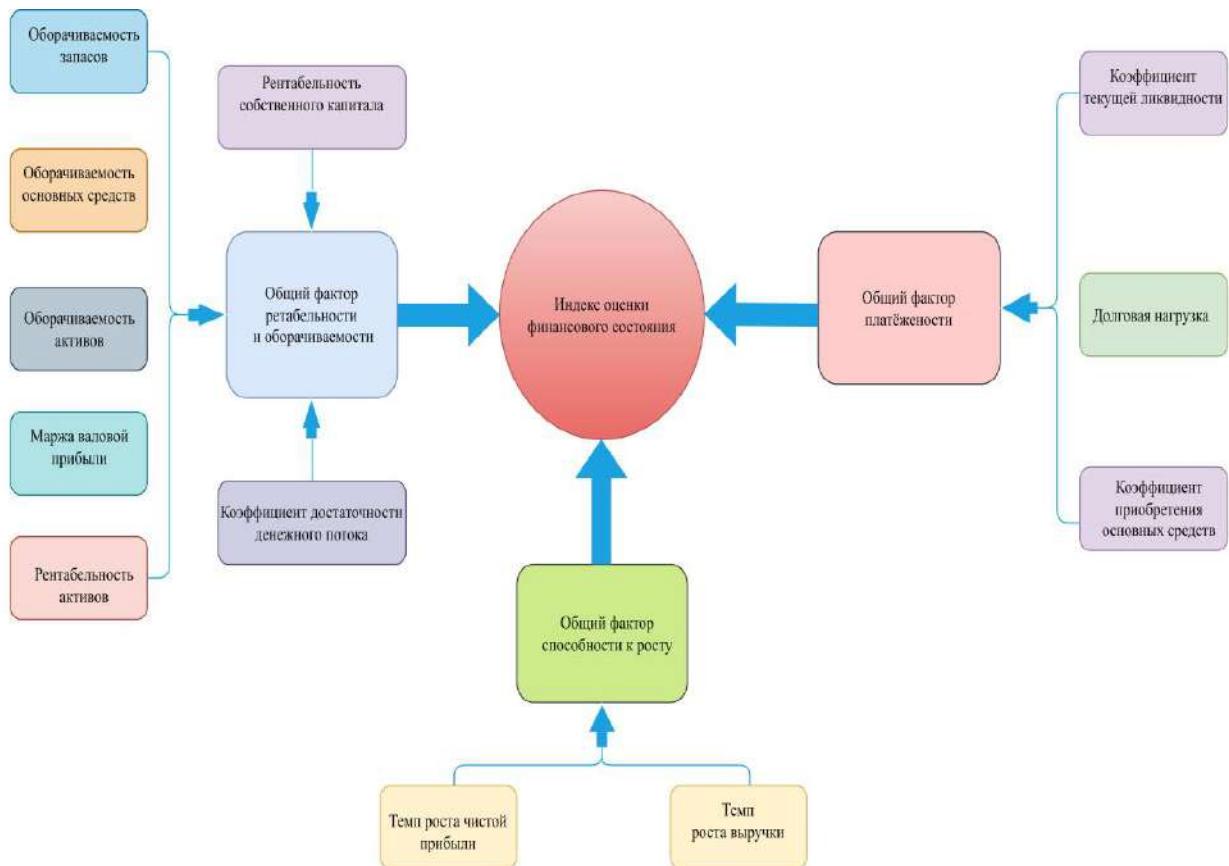 Оборачиваемость
запасов
Оборачиваемость
основных средств
Оборачиваемость
активов
Маржа валовой
прибыли
Рентабельность
активов
Рентабельность
собственного капитала
Общий фактор
ретабельности
и оборачиваемости
Коэффициент достаточности
денежного потока
Индекс оценки
финансового состояния
Общий фактор
способности к росту
Темп роста чистой
прибыли
Темп
роста выручки
Общий фактор
платёжености
Коэффициент
текущей ликвидности
Долговая нагрузка
Коэффициент
приобретения
основных средств